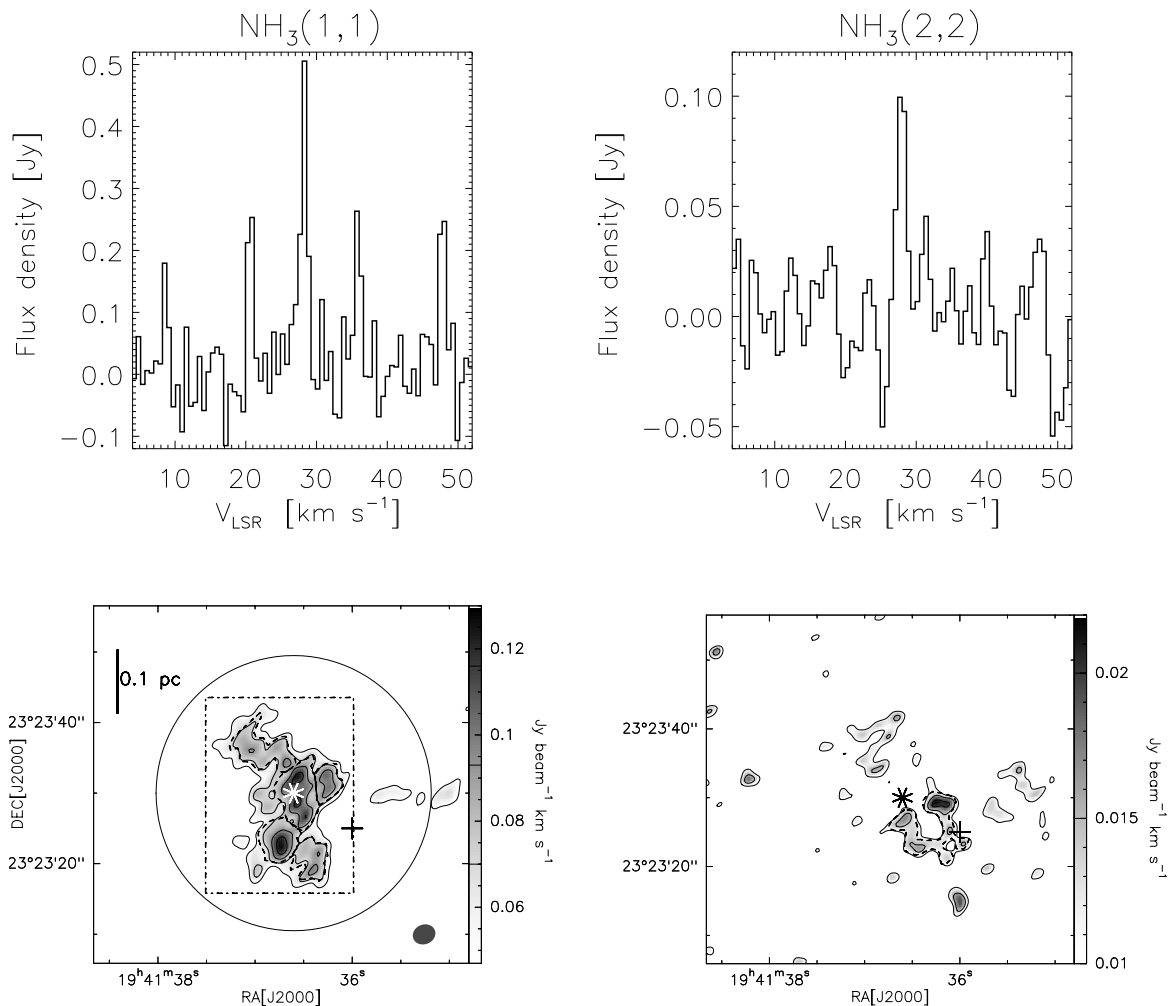 NH₃(1,1)
Flux density [Jy]
0.5
0.4
0.3
0.2
0.1
0.0
−0.1
10 20 30 40 50
V_LSR [km s⁻¹]
NH₃(2,2)
Flux density [Jy]
0.10
0.05
0.00
−0.05
10 20 30 40 50
V_LSR [km s⁻¹]
0.1 pc
DEC[J2000]
23°23'40''
23°23'20''
19ʰ41ᵐ38ˢ 36ˢ
RA[J2000]
0.12
0.1
0.08
0.06
Jy beam⁻¹ km s⁻¹
23°23'40''
23°23'20''
19ʰ41ᵐ38ˢ 36ˢ
RA[J2000]
0.02
0.015
0.01
Jy beam⁻¹ km s⁻¹